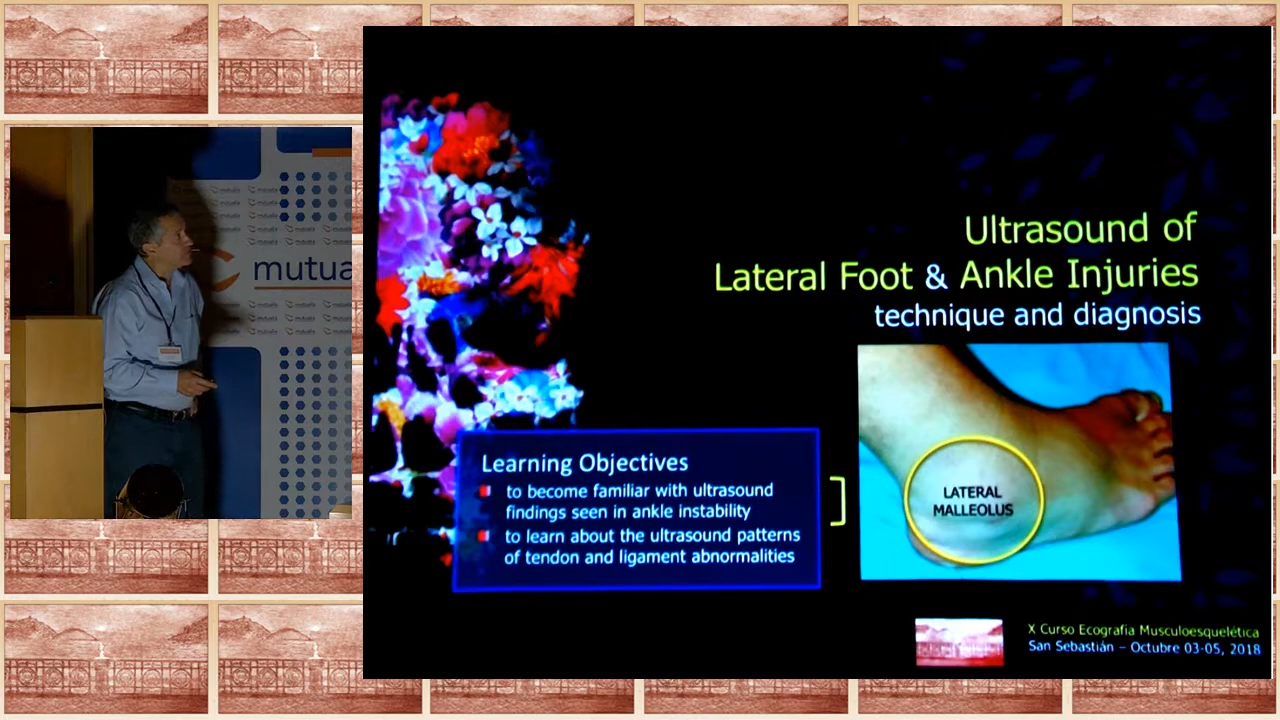 mutua
Ultrasound of
Lateral Foot & Ankle Injuries
technique and diagnosis
Learning Objectives
to become familiar with ultrasound
findings seen in ankle instability
to learn about the ultrasound patterns
of tendon and ligament abnormalities
LATERAL
MALLEOLUS
X Curso Ecografía Musculoesquelética
San Sebastián – Octubre 03-05, 2018